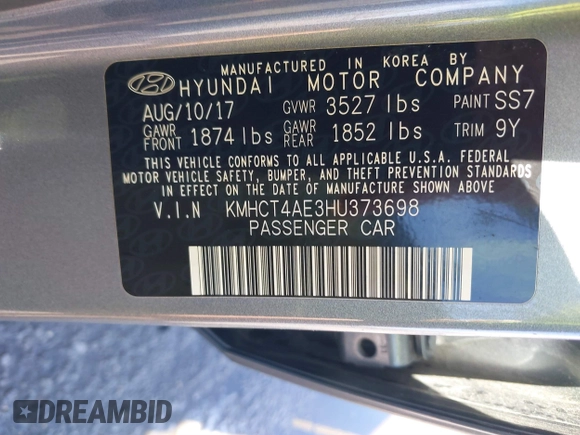 MANUFACTURED IN KOREA BY
HYUNDAI MOTOR COMPANY
AUG/10/17 GVWR 3527 lbs PAINT SS7
GAWR FRONT 1874 lbs GAWR REAR 1852 lbs TRIM 9Y
THIS VEHICLE CONFORMS TO ALL APPLICABLE U.S.A. FEDERAL
MOTOR VEHICLE SAFETY, BUMPER, AND THEFT PREVENTION STANDARDS
IN EFFECT ON THE DATE OF MANUFACTURE SHOWN ABOVE
V.I.N KMHCT4AE3HU373698
PASSENGER CAR
DREAMBID